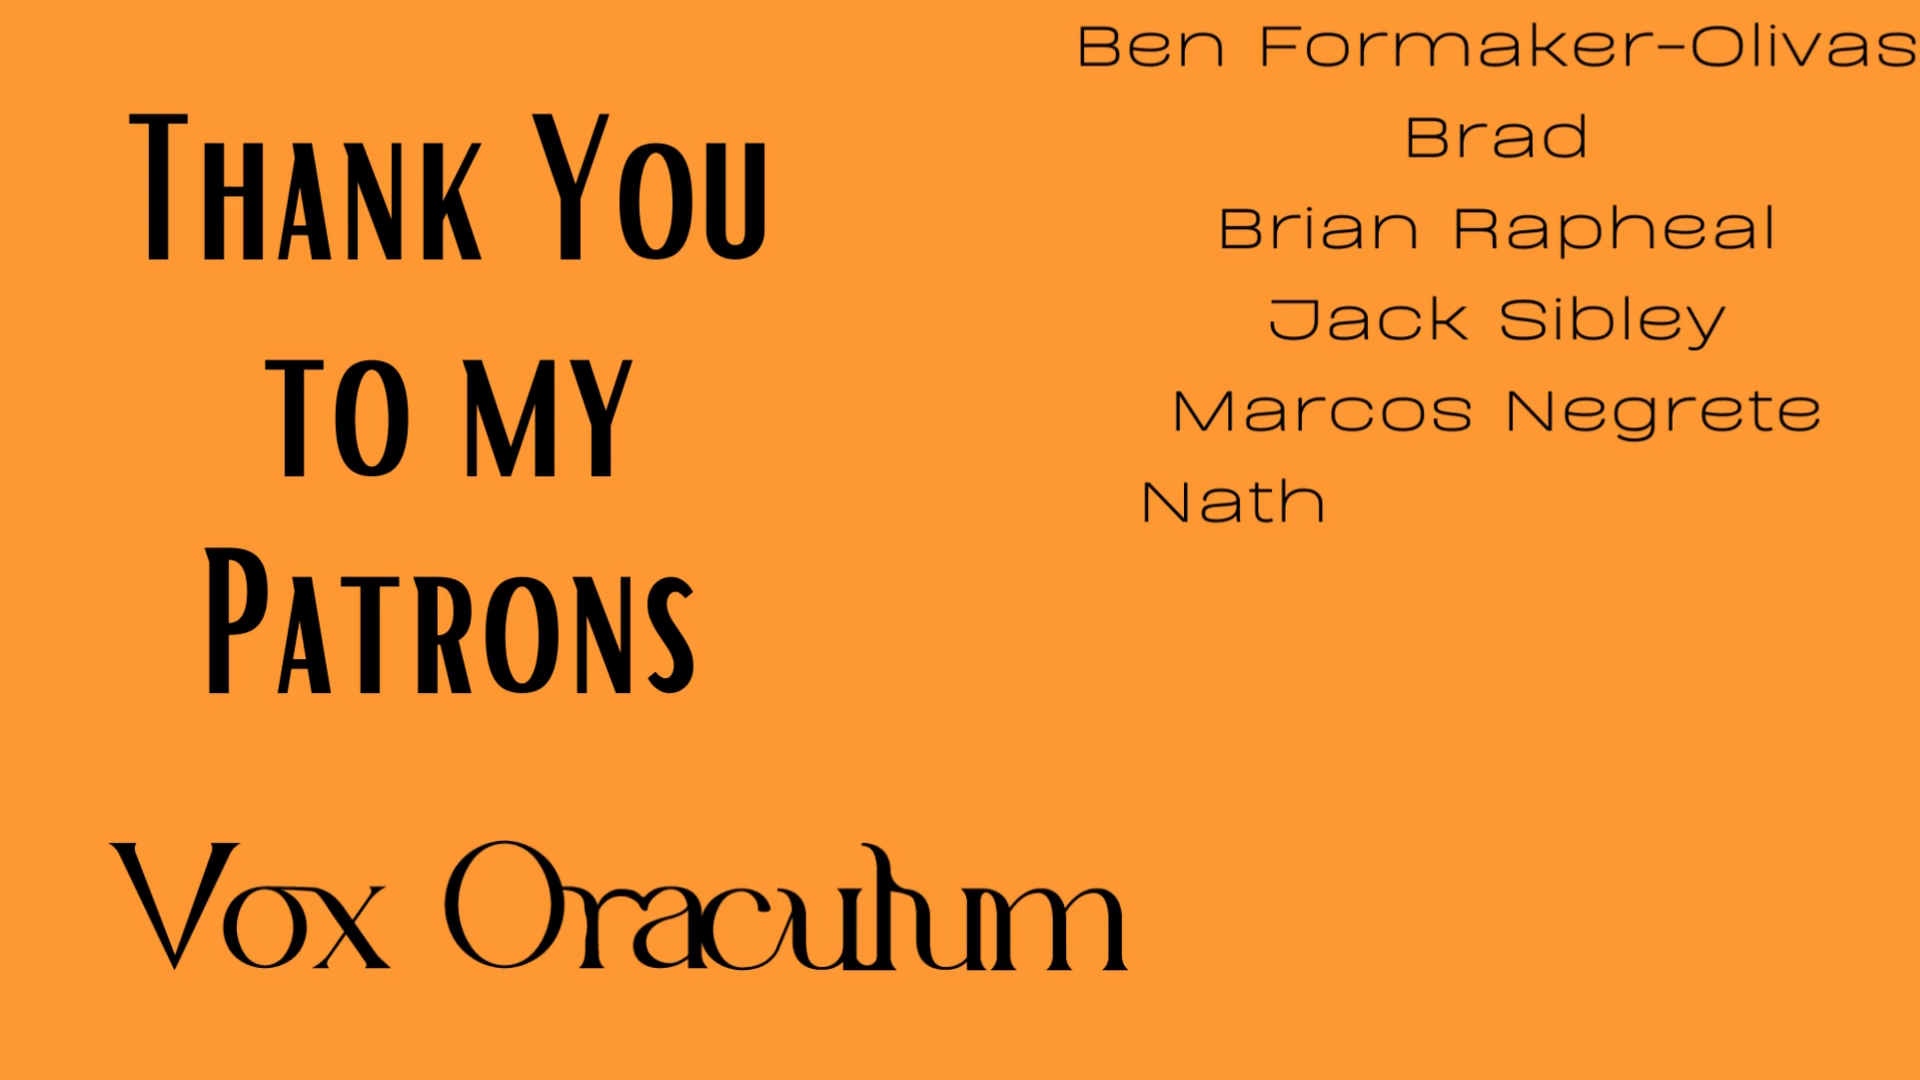 Thank You
to my
Patrons
Vox Oraculum
Ben Formaker-Olivas
Brad
Brian Rapheal
Jack Sibley
Marcos Negrete
Nath